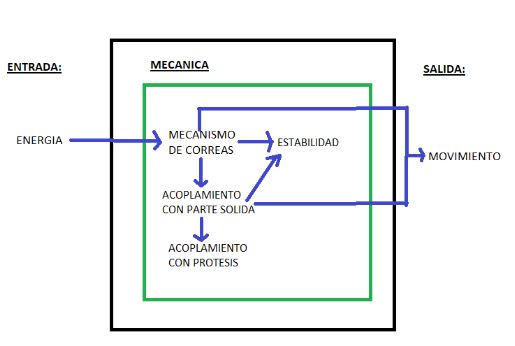 ENTRADA:
MECANICA
SALIDA:
ENERGIA
MECANISMO
DE CORREAS
ESTABILIDAD
MOVIMIENTO
ACOPLAMIENTO
CON PARTE SOLIDA
ACOPLAMIENTO
CON PROTESIS